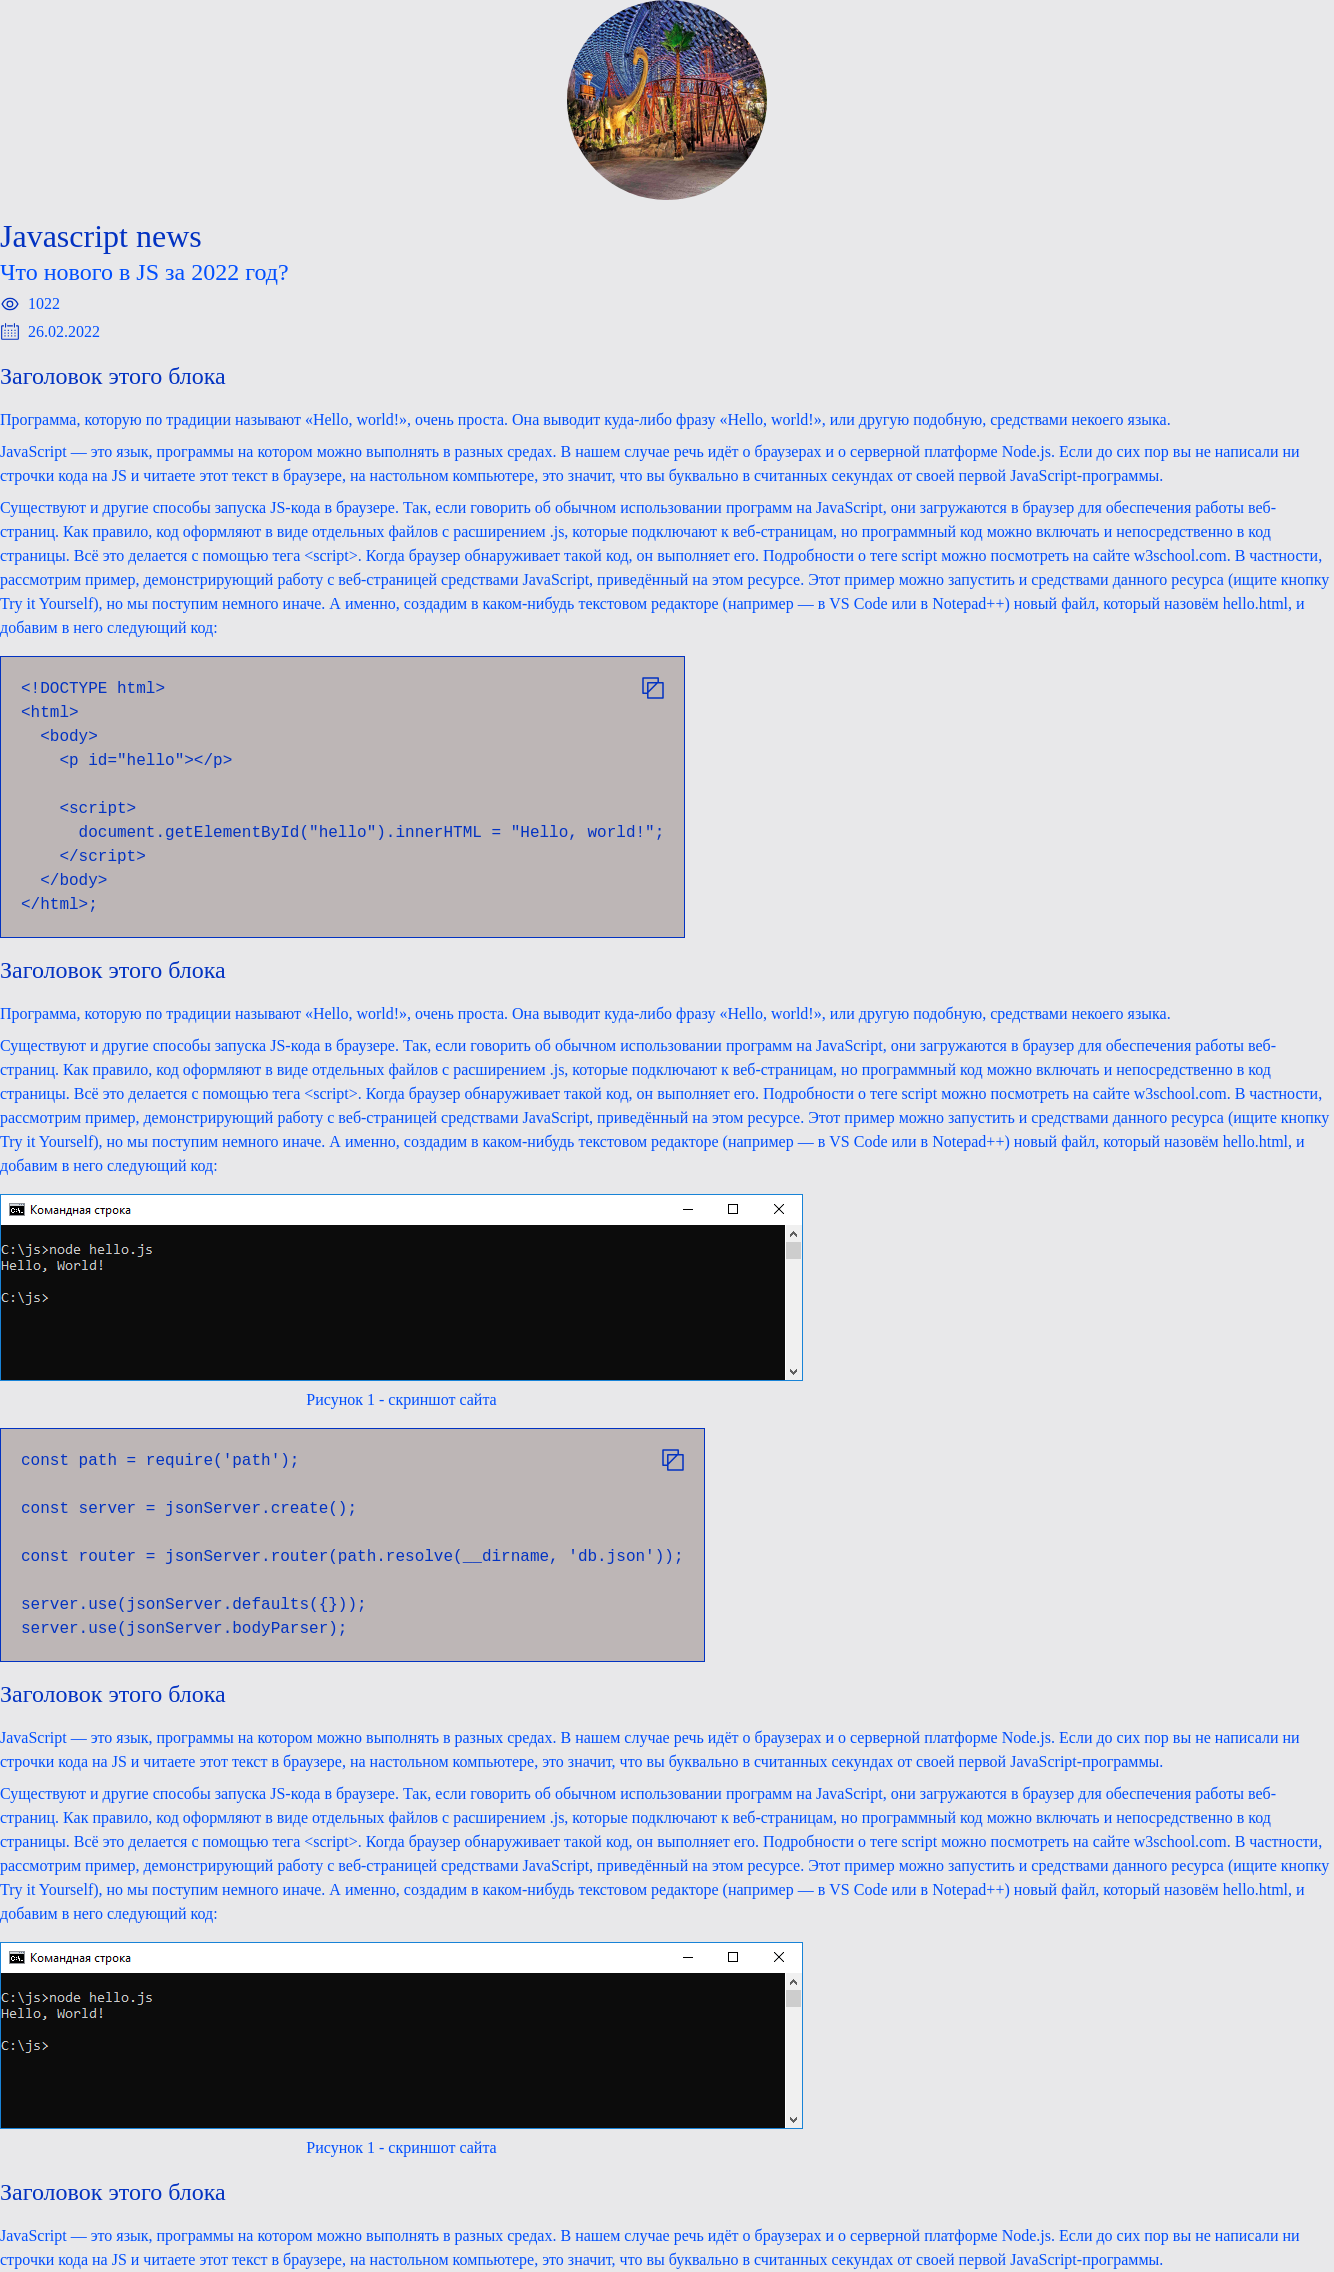 Javascript news
Что нового в JS за 2022 год?
1022
26.02.2022
Заголовок этого блока
Программа, которую по традиции называют «Hello, world!», очень проста. Она выводит куда-либо фразу «Hello, world!», или другую подобную, средствами некоего языка.
JavaScript — это язык, программы на котором можно выполнять в разных средах. В нашем случае речь идёт о браузерах и о серверной платформе Node.js. Если до сих пор вы не написали ни
строчки кода на JS и читаете этот текст в браузере, на настольном компьютере, это значит, что вы буквально в считанных секундах от своей первой JavaScript-программы.
Существуют и другие способы запуска JS-кода в браузере. Так, если говорить об обычном использовании программ на JavaScript, они загружаются в браузер для обеспечения работы веб-
страниц. Как правило, код оформляют в виде отдельных файлов с расширением .js, которые подключают к веб-страницам, но программный код можно включать и непосредственно в код
страницы. Всё это делается с помощью тега <script>. Когда браузер обнаруживает такой код, он выполняет его. Подробности о теге script можно посмотреть на сайте w3school.com. В частности,
рассмотрим пример, демонстрирующий работу с веб-страницей средствами JavaScript, приведённый на этом ресурсе. Этот пример можно запустить и средствами данного ресурса (ищите кнопку
Try it Yourself), но мы поступим немного иначе. А именно, создадим в каком-нибудь текстовом редакторе (например — в VS Code или в Notepad++) новый файл, который назовём hello.html, и
добавим в него следующий код:
<!DOCTYPE html>
<html>
  <body>
    <p id="hello"></p>

    <script>
      document.getElementById("hello").innerHTML = "Hello, world!";
    </script>
  </body>
</html>;
Заголовок этого блока
Программа, которую по традиции называют «Hello, world!», очень проста. Она выводит куда-либо фразу «Hello, world!», или другую подобную, средствами некоего языка.
Существуют и другие способы запуска JS-кода в браузере. Так, если говорить об обычном использовании программ на JavaScript, они загружаются в браузер для обеспечения работы веб-
страниц. Как правило, код оформляют в виде отдельных файлов с расширением .js, которые подключают к веб-страницам, но программный код можно включать и непосредственно в код
страницы. Всё это делается с помощью тега <script>. Когда браузер обнаруживает такой код, он выполняет его. Подробности о теге script можно посмотреть на сайте w3school.com. В частности,
рассмотрим пример, демонстрирующий работу с веб-страницей средствами JavaScript, приведённый на этом ресурсе. Этот пример можно запустить и средствами данного ресурса (ищите кнопку
Try it Yourself), но мы поступим немного иначе. А именно, создадим в каком-нибудь текстовом редакторе (например — в VS Code или в Notepad++) новый файл, который назовём hello.html, и
добавим в него следующий код:
Командная строка
C:\js>node hello.js
Hello, World!
C:\js>
Рисунок 1 - скриншот сайта
const path = require('path');

const server = jsonServer.create();

const router = jsonServer.router(path.resolve(__dirname, 'db.json'));

server.use(jsonServer.defaults({}));
server.use(jsonServer.bodyParser);
Заголовок этого блока
JavaScript — это язык, программы на котором можно выполнять в разных средах. В нашем случае речь идёт о браузерах и о серверной платформе Node.js. Если до сих пор вы не написали ни
строчки кода на JS и читаете этот текст в браузере, на настольном компьютере, это значит, что вы буквально в считанных секундах от своей первой JavaScript-программы.
Существуют и другие способы запуска JS-кода в браузере. Так, если говорить об обычном использовании программ на JavaScript, они загружаются в браузер для обеспечения работы веб-
страниц. Как правило, код оформляют в виде отдельных файлов с расширением .js, которые подключают к веб-страницам, но программный код можно включать и непосредственно в код
страницы. Всё это делается с помощью тега <script>. Когда браузер обнаруживает такой код, он выполняет его. Подробности о теге script можно посмотреть на сайте w3school.com. В частности,
рассмотрим пример, демонстрирующий работу с веб-страницей средствами JavaScript, приведённый на этом ресурсе. Этот пример можно запустить и средствами данного ресурса (ищите кнопку
Try it Yourself), но мы поступим немного иначе. А именно, создадим в каком-нибудь текстовом редакторе (например — в VS Code или в Notepad++) новый файл, который назовём hello.html, и
добавим в него следующий код:
Командная строка
C:\js>node hello.js
Hello, World!
C:\js>
Рисунок 1 - скриншот сайта
Заголовок этого блока
JavaScript — это язык, программы на котором можно выполнять в разных средах. В нашем случае речь идёт о браузерах и о серверной платформе Node.js. Если до сих пор вы не написали ни
строчки кода на JS и читаете этот текст в браузере, на настольном компьютере, это значит, что вы буквально в считанных секундах от своей первой JavaScript-программы.